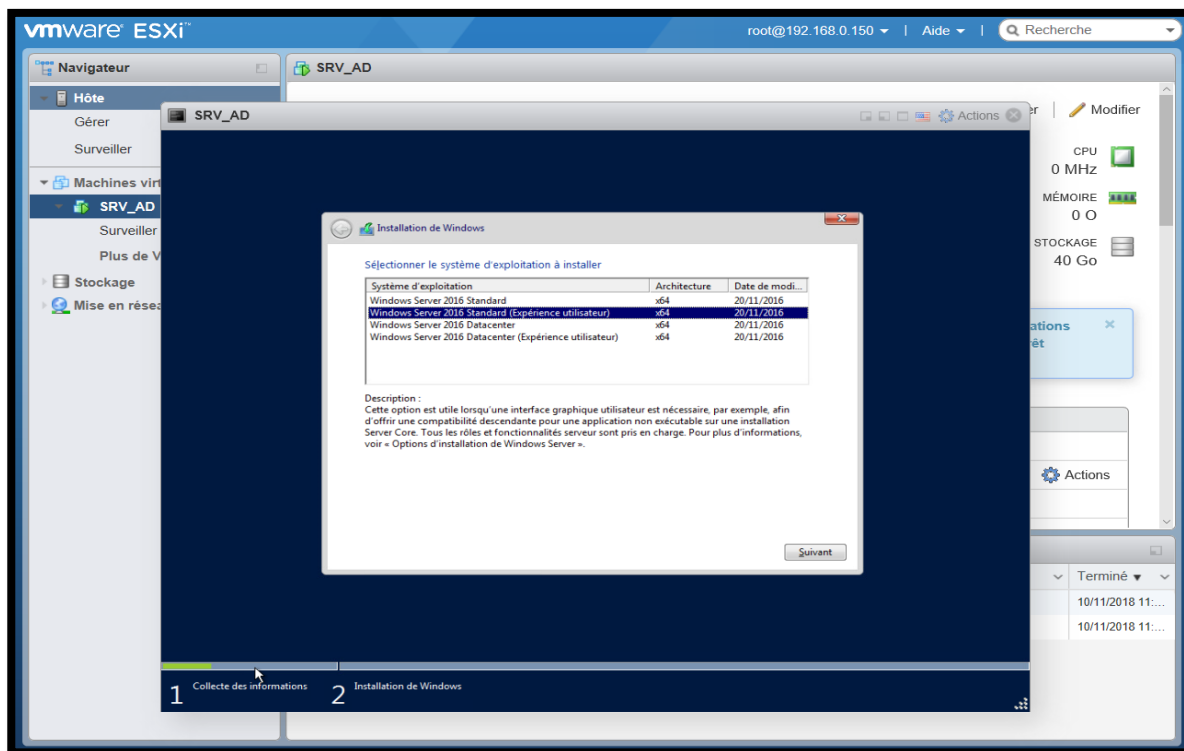 vmware ESXi™
root@192.168.0.150 | Aide | Recherche
Navigateur
SRV_AD
Hôte
Gérer
Surveiller
Machines virt
SRV_AD
Surveiller
Plus de V
Stockage
Mise en résea
SRV_AD
Actions
Modifier
CPU
0 MHz
MÉMOIRE
0 O
STOCKAGE
40 Go
ations
êt
Actions
Installation de Windows
Sélectionner le système d'exploitation à installer
Système d'exploitation Architecture Date de modi...
Windows Server 2016 Standard x64 20/11/2016
Windows Server 2016 Standard (Expérience utilisateur) x64 20/11/2016
Windows Server 2016 Datacenter x64 20/11/2016
Windows Server 2016 Datacenter (Expérience utilisateur) x64 20/11/2016
Description :
Cette option est utile lorsqu'une interface graphique utilisateur est nécessaire, par exemple, afin
d'offrir une compatibilité descendante pour une application non exécutable sur une installation
Server Core. Tous les rôles et fonctionnalités serveur sont pris en charge. Pour plus d'informations,
voir « Options d'installation de Windows Server ».
Suivant
Terminé
10/11/2018 11:...
10/11/2018 11:...
1 Collecte des informations 2 Installation de Windows